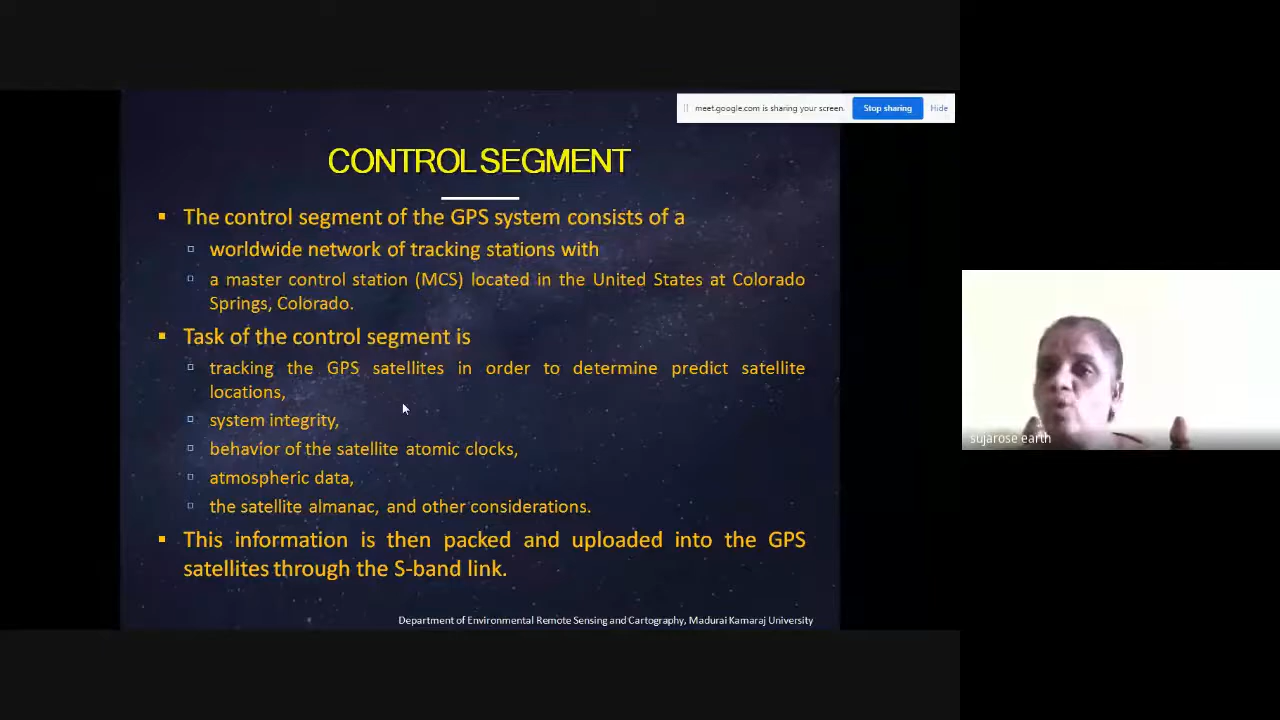 meet.google.com is sharing your screen.
Stop sharing
Hide
CONTROL SEGMENT
The control segment of the GPS system consists of a
worldwide network of tracking stations with
a master control station (MCS) located in the United States at Colorado
Springs, Colorado.
Task of the control segment is
tracking the GPS satellites in order to determine predict satellite
locations,
system integrity,
behavior of the satellite atomic clocks,
atmospheric data,
the satellite almanac, and other considerations.
This information is then packed and uploaded into the GPS
satellites through the S-band link.
Department of Environmental Remote Sensing and Cartography, Madurai Kamaraj University
sujarose earth